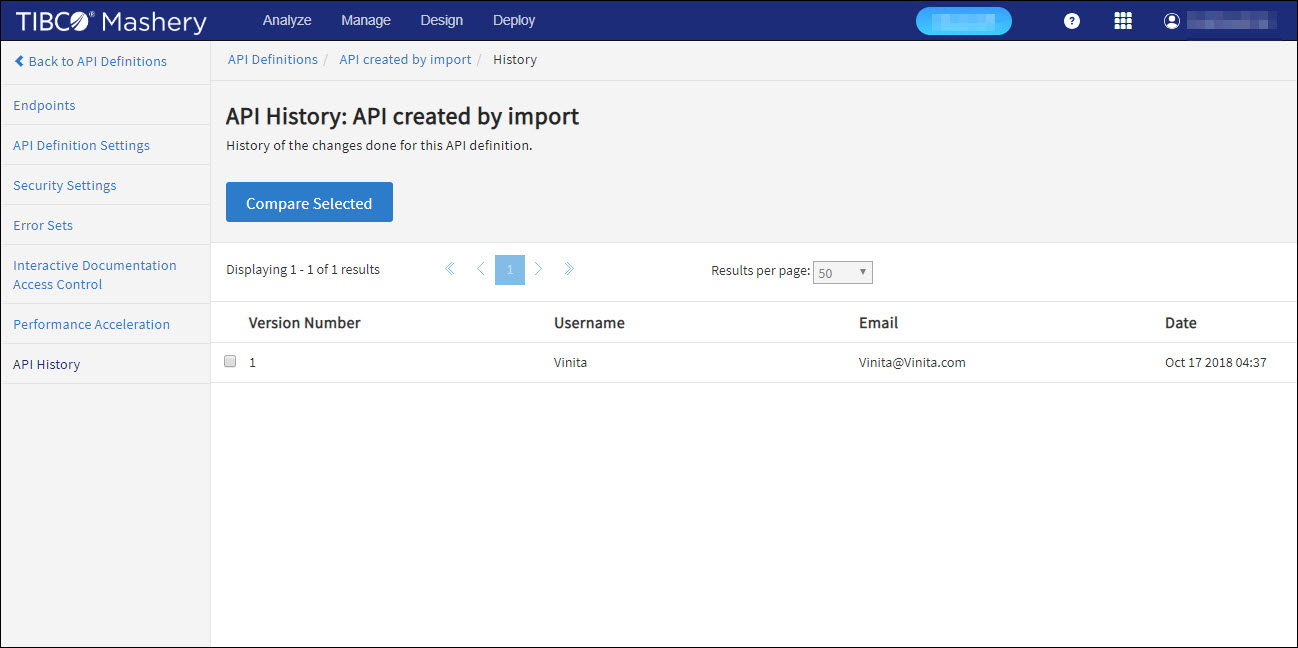 TIBCO® Mashery Analyze Manage Design Deploy
Back to API Definitions
Endpoints
API Definition Settings
Security Settings
Error Sets
Interactive Documentation
Access Control
Performance Acceleration
API History
API Definitions / API created by import / History
API History: API created by import
History of the changes done for this API definition.
Compare Selected
Displaying 1 - 1 of 1 results
1
Results per page: 50
Version Number Username Email Date
1 Vinita Vinita@Vinita.com Oct 17 2018 04:37